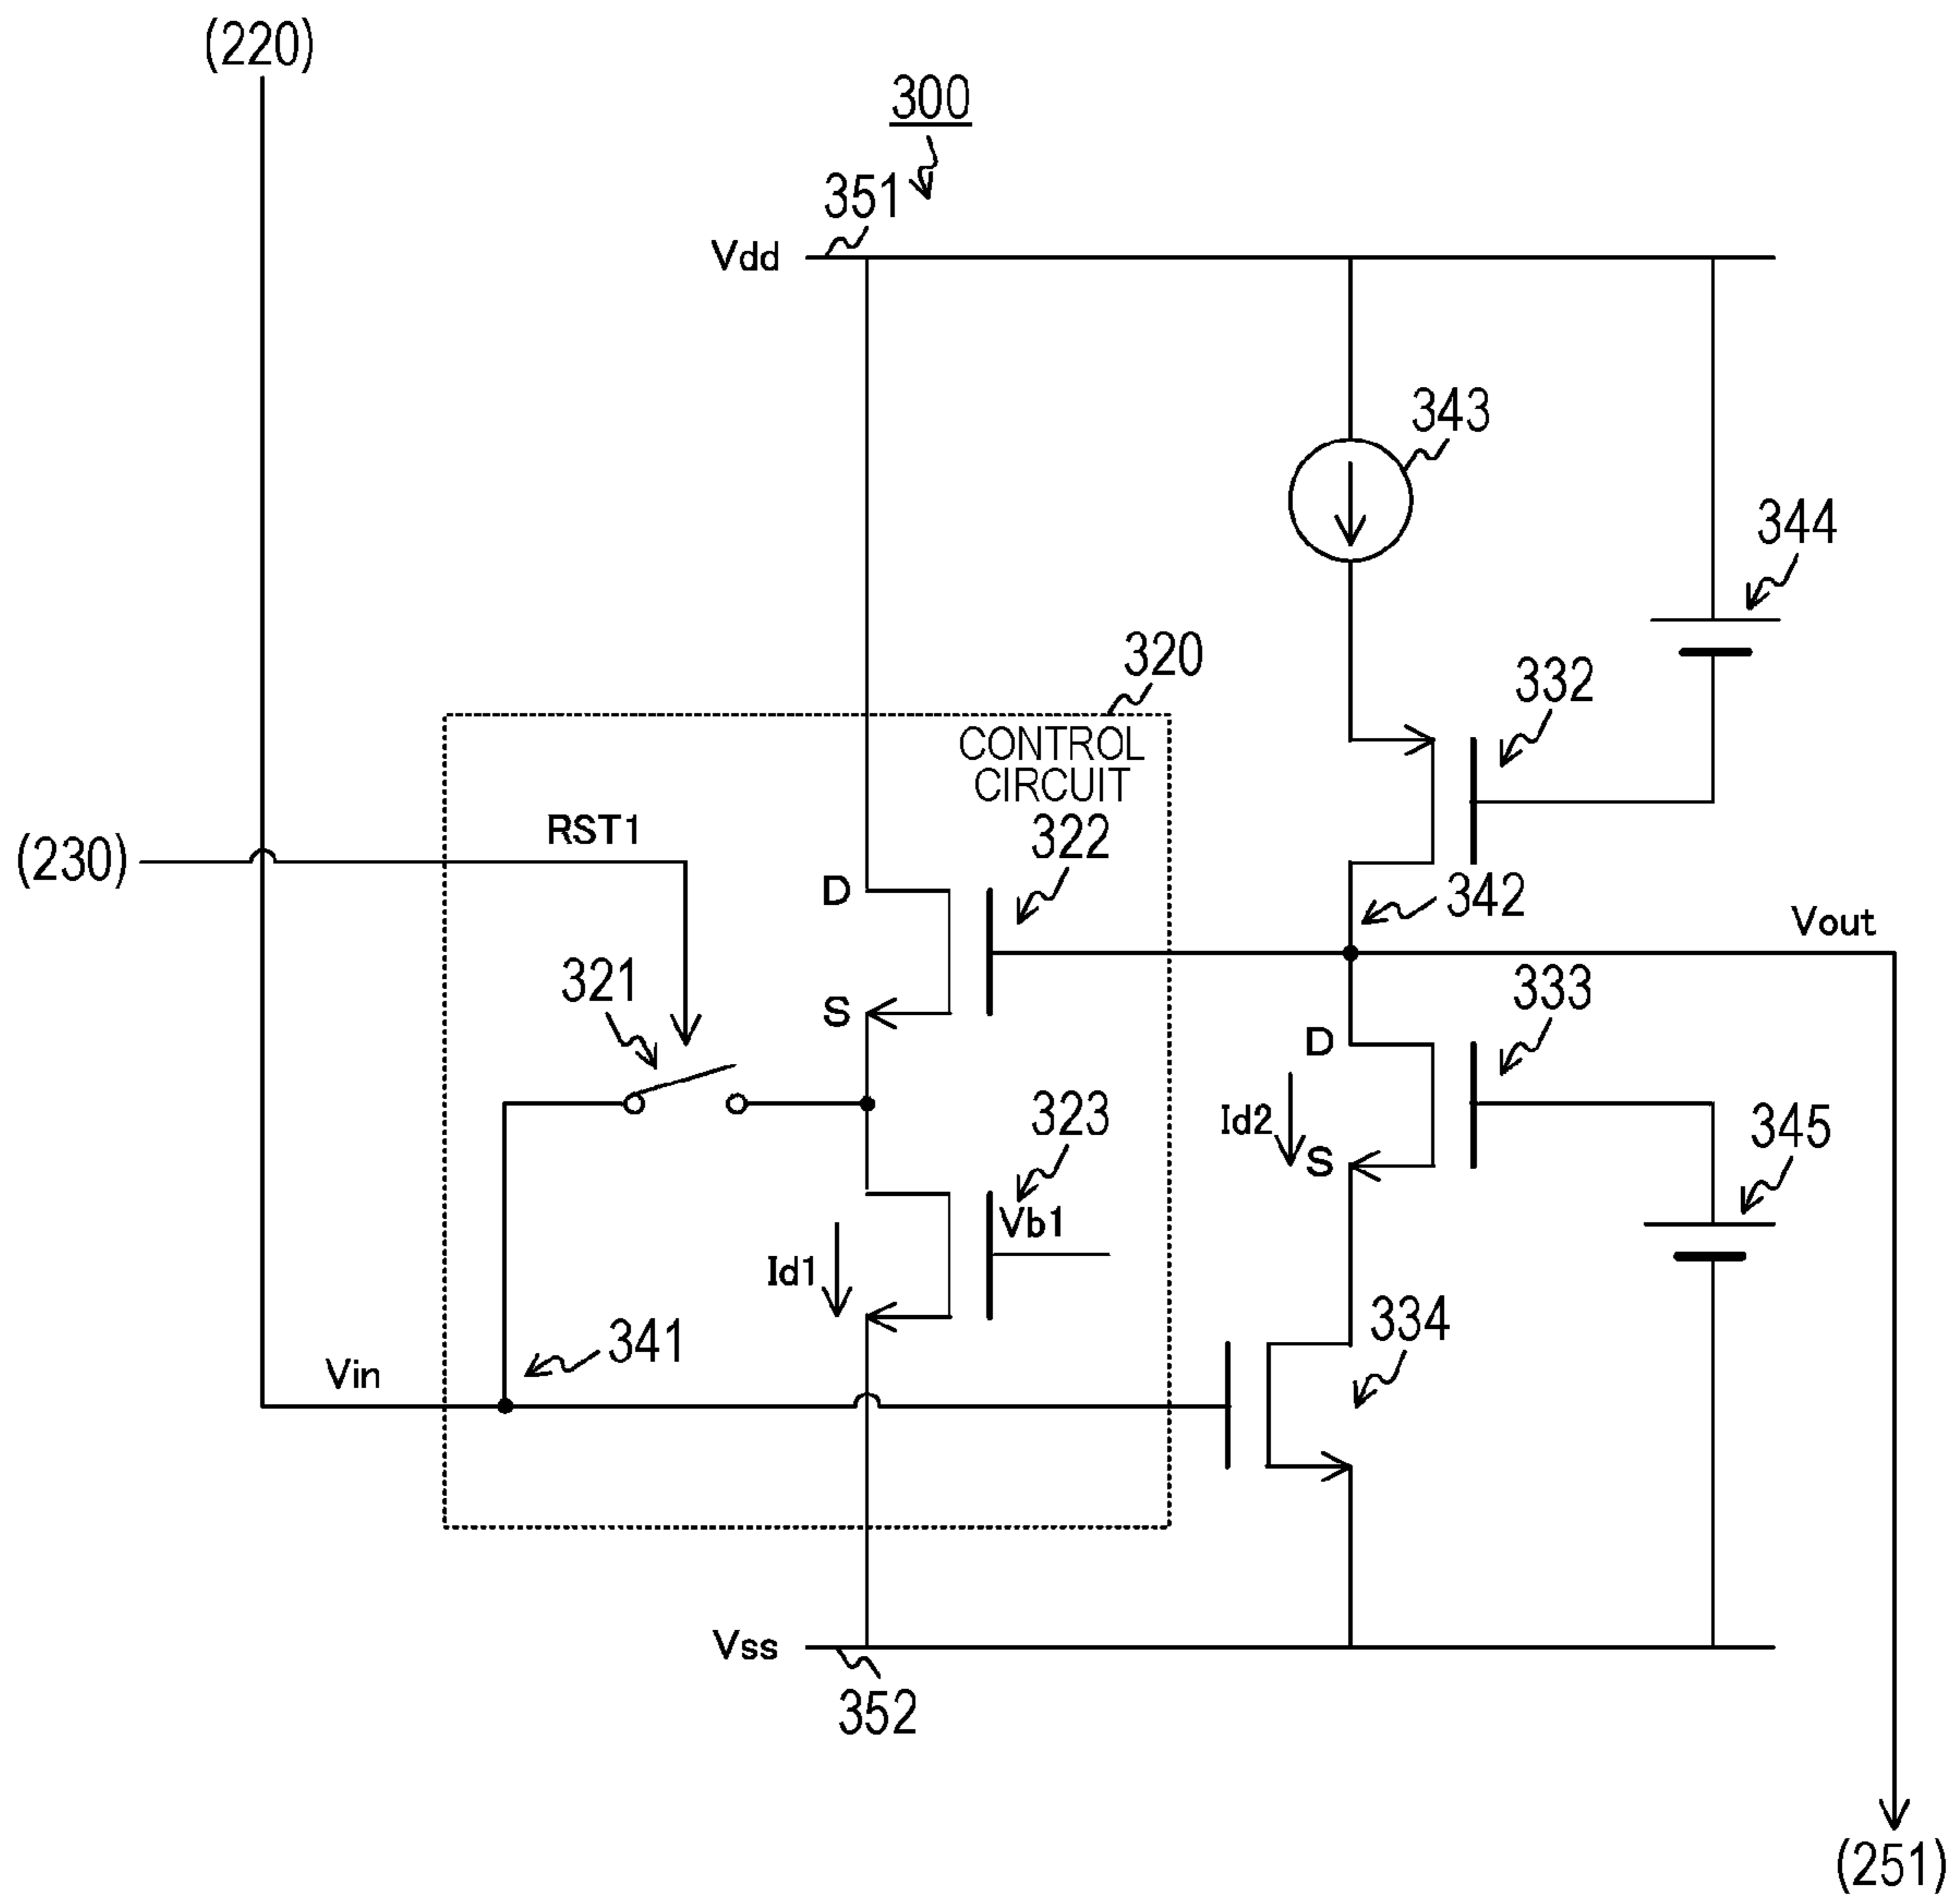 (220)
300
351
Vdd
343
344
320
332
CONTROL
CIRCUIT
RST1
322
(230)
D
342
Vout
321
333
S
D
323
345
Id2
S
Vb1
Id1
334
341
Vin
Vss
352
(251)